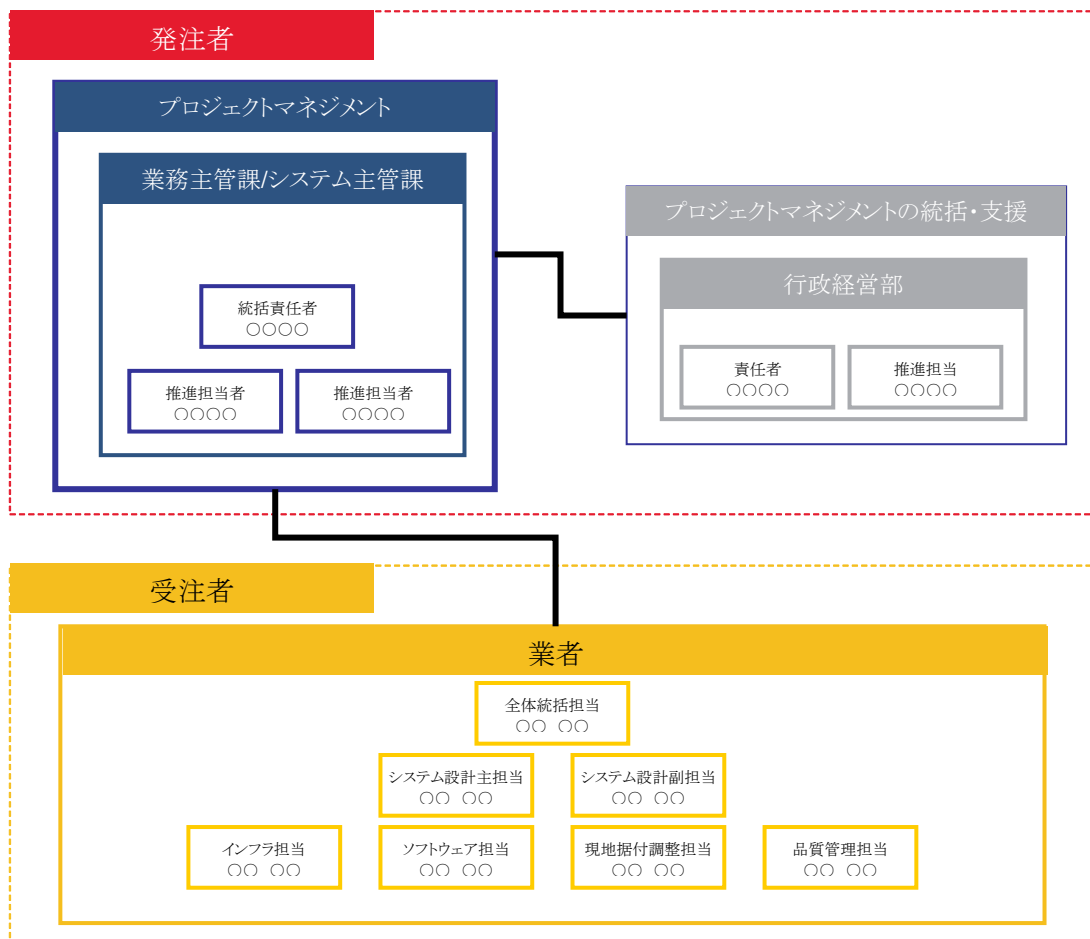 発注者
プロジェクトマネジメント
業務主管課/システム主管課
統括責任者
○○○○
推進担当者
○○○○
推進担当者
○○○○
プロジェクトマネジメントの統括・支援
行政経営部
責任者
○○○○
推進担当
○○○○
受注者
業者
全体統括担当
○○ ○○
システム設計主担当
○○ ○○
システム設計副担当
○○ ○○
インフラ担当
○○ ○○
ソフトウェア担当
○○ ○○
現地据付調整担当
○○ ○○
品質管理担当
○○ ○○